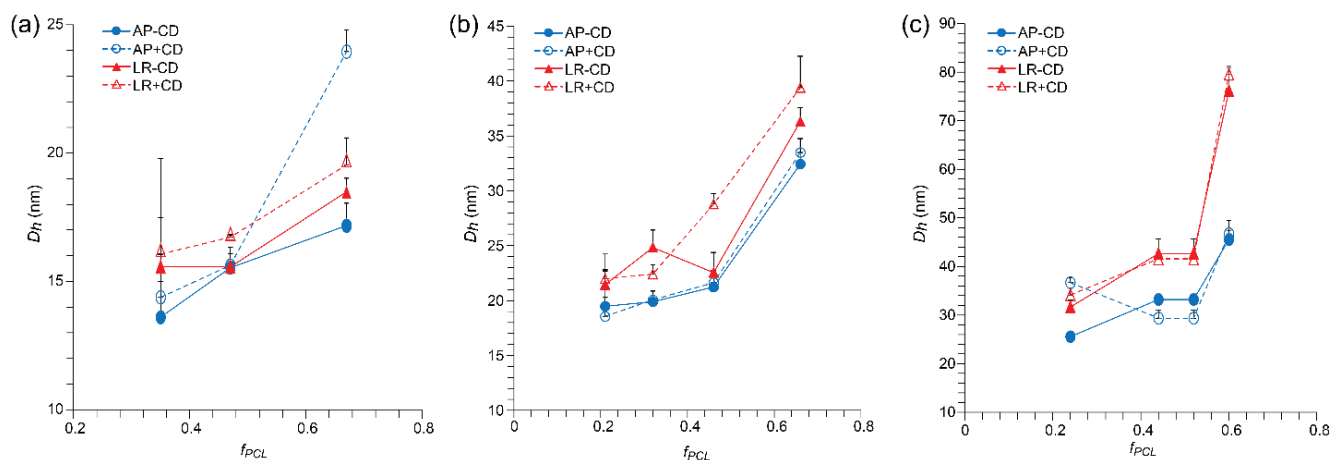 (a)
AP-CD
AP+CD
LR-CD
LR+CD
25
20
15
10
Dh (nm)
0.2
0.4
0.6
0.8
fPCL
(b)
AP-CD
AP+CD
LR-CD
LR+CD
45
40
35
30
25
20
15
10
Dh (nm)
0
0.2
0.4
0.6
0.8
fPCL
(c)
AP-CD
AP+CD
LR-CD
LR+CD
90
80
70
60
50
40
30
20
10
Dh (nm)
0
0.2
0.4
0.6
0.8
fPCL